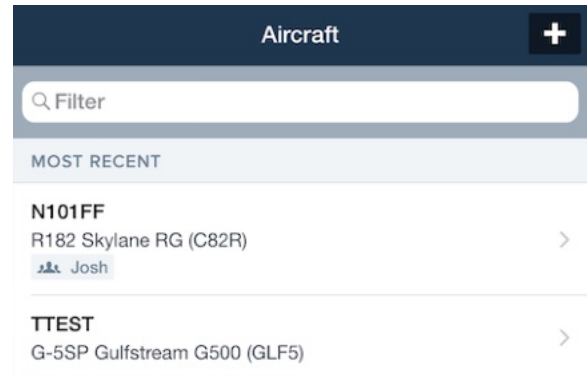 Aircraft
Filter
MOST RECENT
N101FF
R182 Skylane RG (C82R)
Josh
TTEST
G-5SP Gulfstream G500 (GLF5)